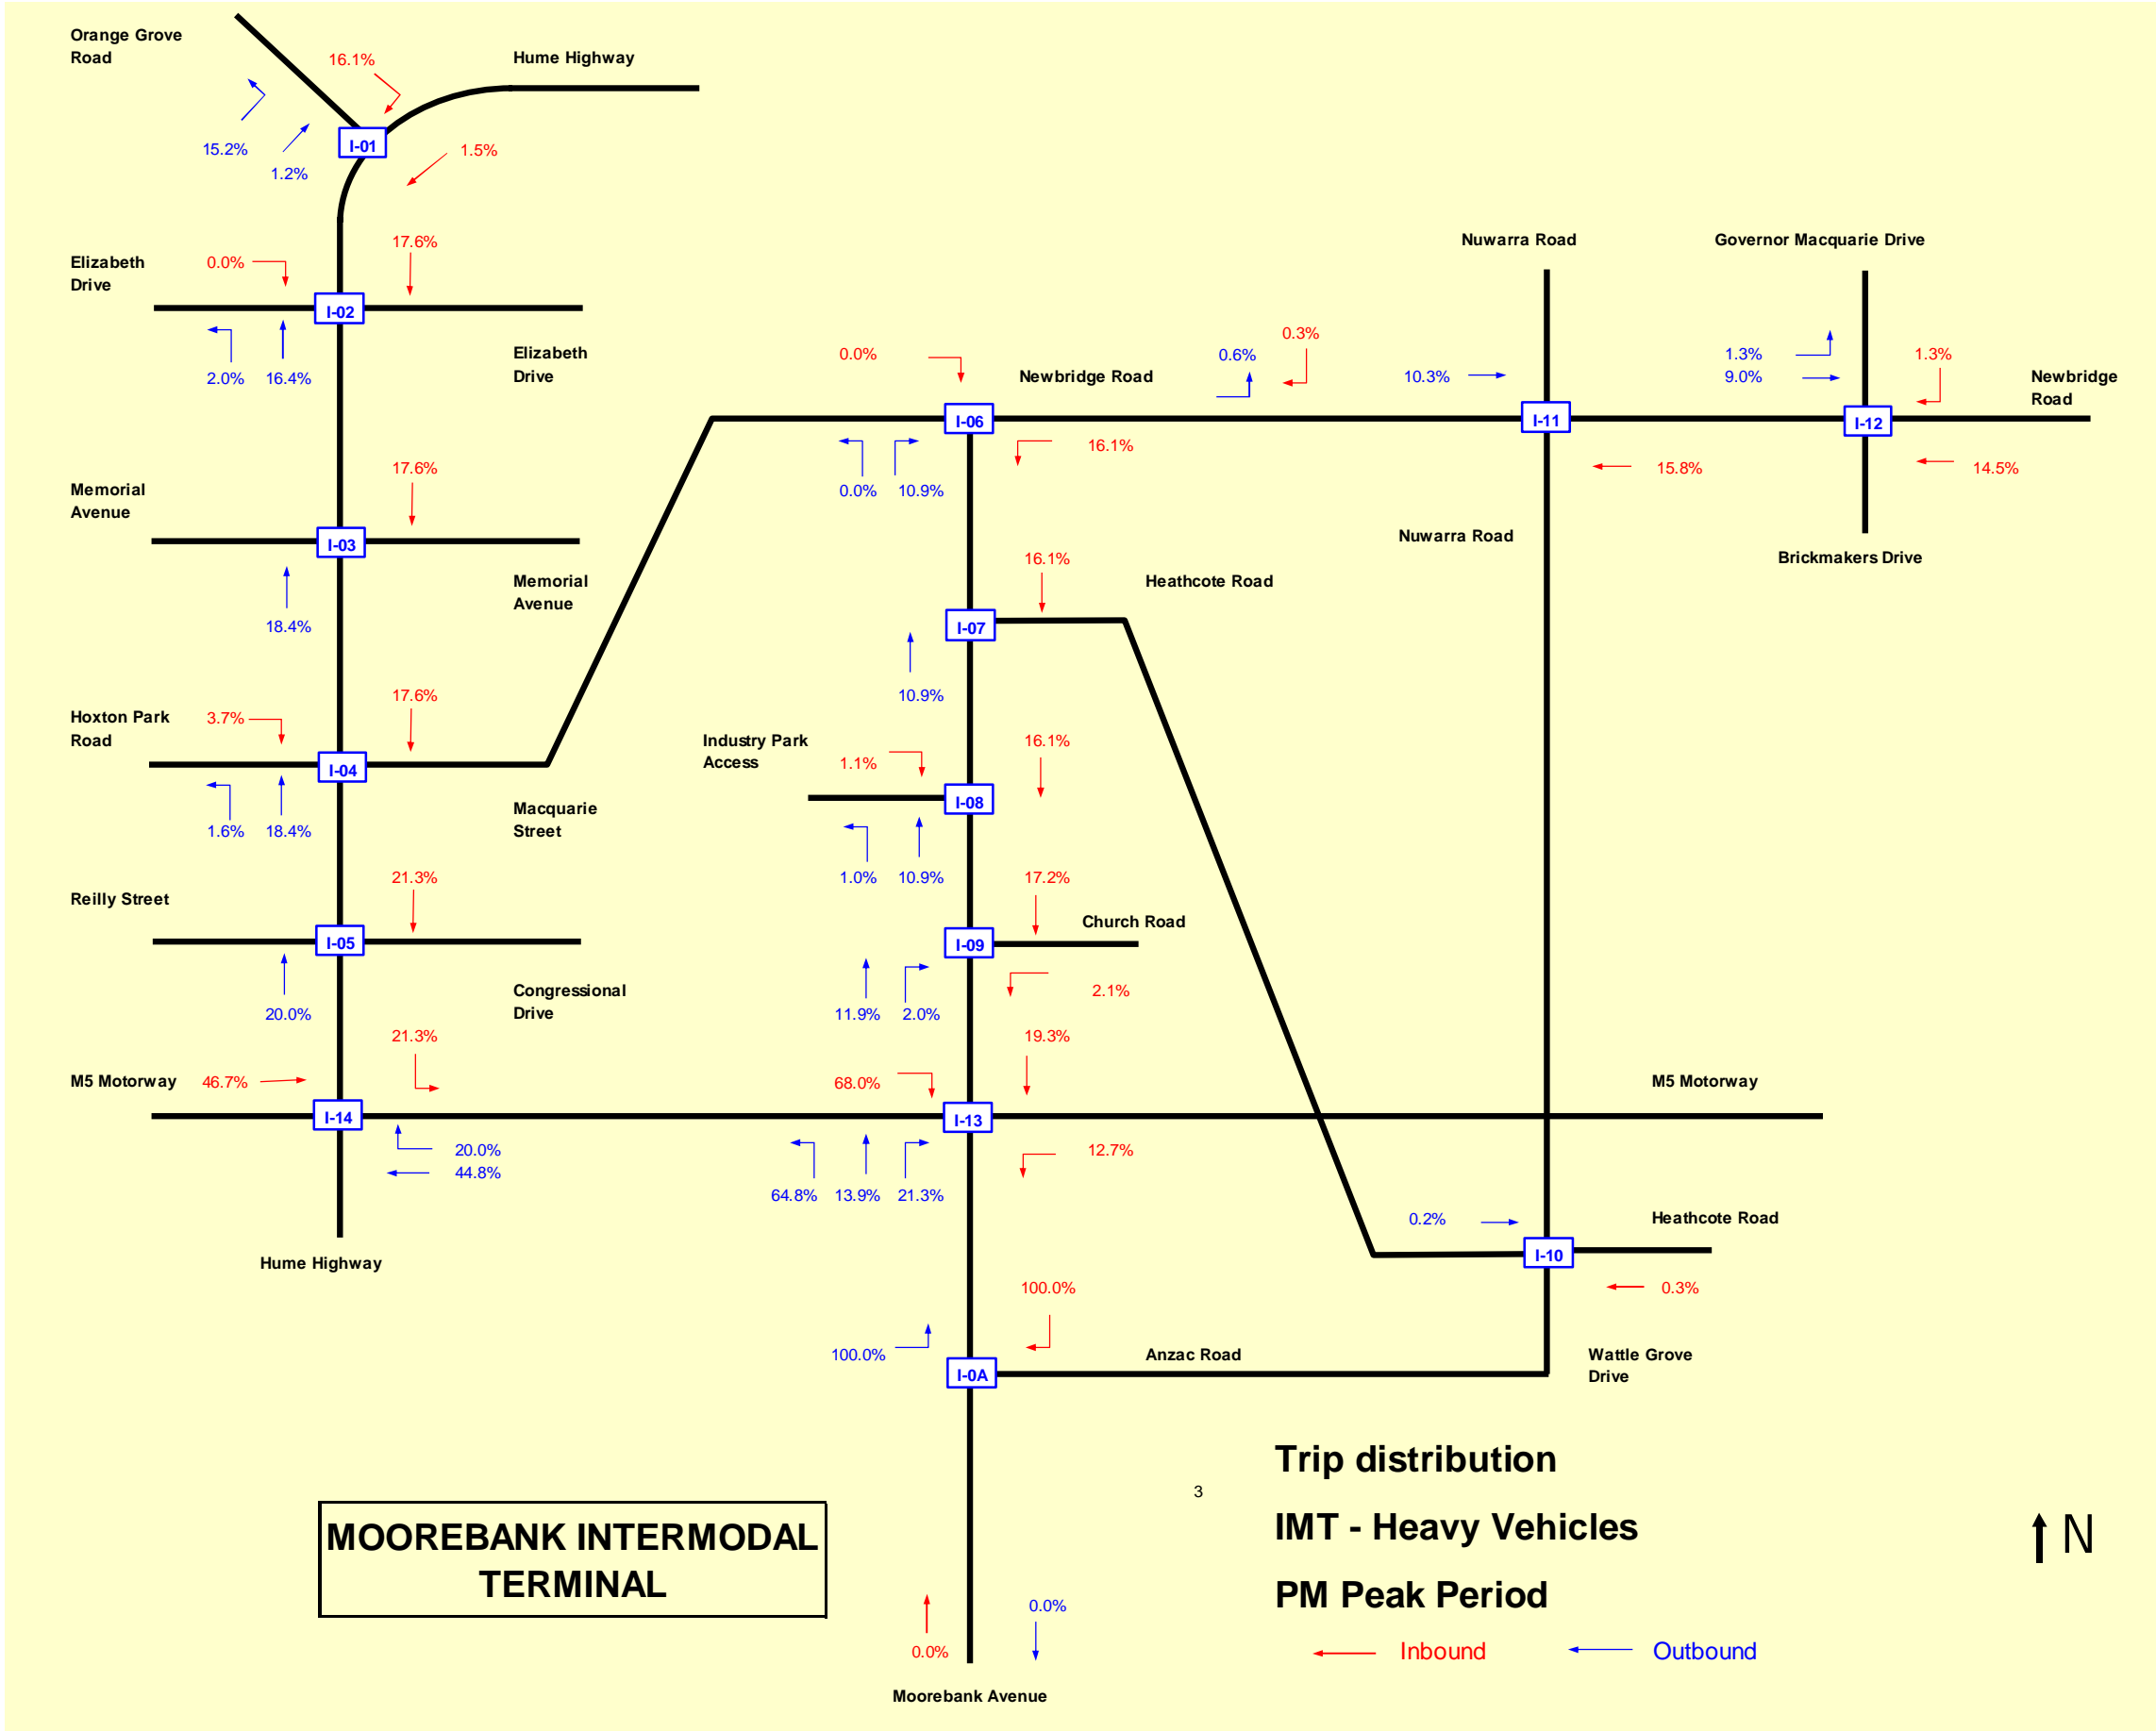 Orange Grove
Road
16.1%
Hume Highway
15.2%
1.2%
I-01
1.5%
Elizabeth
Drive
0.0%
17.6%
I-02
2.0%
16.4%
Elizabeth
Drive
Memorial
Avenue
17.6%
I-03
18.4%
Memorial
Avenue
Hoxton Park
Road
3.7%
17.6%
I-04
1.6%
18.4%
Macquarie
Street
Reilly Street
21.3%
I-05
20.0%
Congressional
Drive
M5 Motorway
46.7%
21.3%
I-14
20.0%
44.8%
Hume Highway
0.0%
Newbridge Road
0.6%
0.3%
I-06
0.0%
10.9%
16.1%
Nuwarra Road
10.3%
I-11
15.8%
Nuwarra Road
Governor Macquarie Drive
1.3%
9.0%
1.3%
Newbridge
Road
I-12
14.5%
Brickmakers Drive
16.1%
Heathcote Road
I-07
10.9%
Industry Park
Access
1.1%
16.1%
I-08
1.0%
10.9%
17.2%
Church Road
I-09
11.9%
2.0%
2.1%
19.3%
68.0%
M5 Motorway
I-13
64.8%
13.9%
21.3%
12.7%
0.2%
Heathcote Road
I-10
0.3%
100.0%
100.0%
Anzac Road
Wattle Grove
Drive
I-0A
Trip distribution
3
IMT - Heavy Vehicles
PM Peak Period
Inbound
Outbound
N
MOOREBANK INTERMODAL
TERMINAL
0.0%
0.0%
Moorebank Avenue